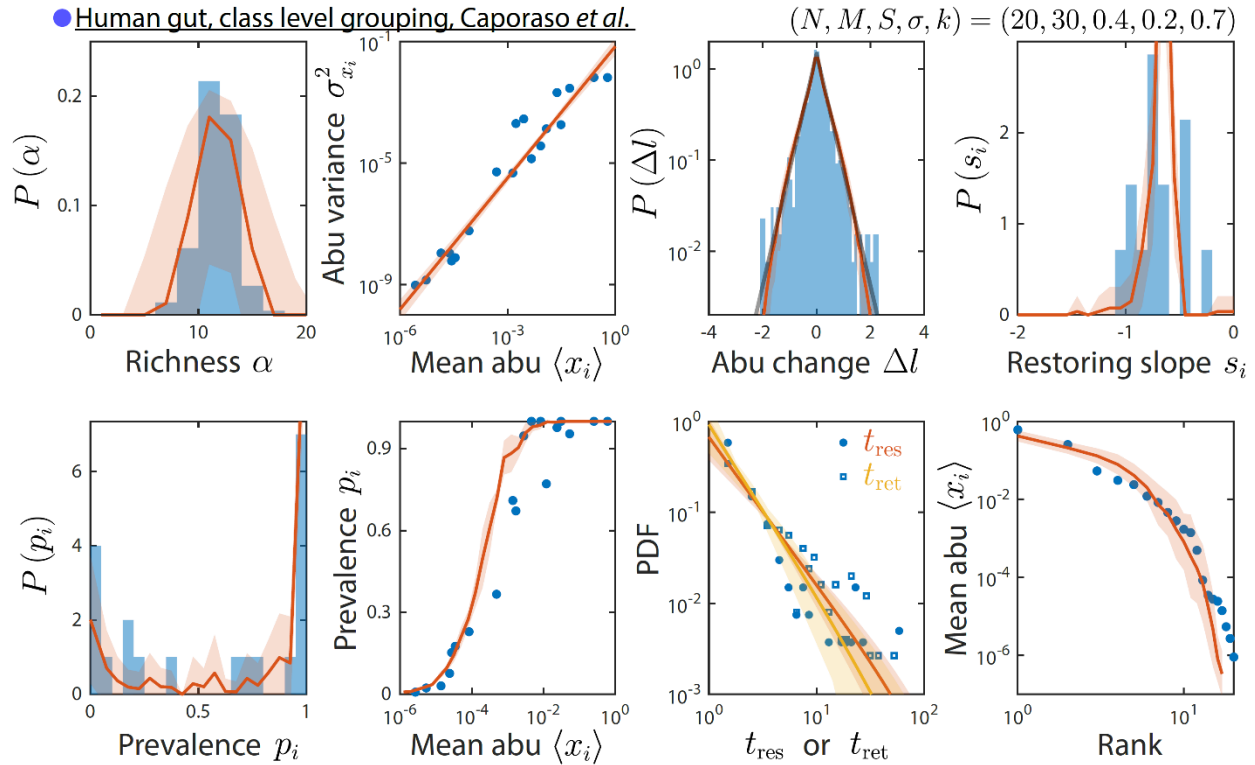 Human gut, class level grouping, Caporaso et al.
(N, M, S, σ, k) = (20, 30, 0.4, 0.2, 0.7)
P (α)
0.2
0.1
0
0
10
20
Richness α
Abu variance σ²ₓᵢ
10⁻¹
10⁻⁵
10⁻⁹
10⁻⁶
10⁻³
10⁰
Mean abu ⟨xᵢ⟩
P (Δl)
10⁰
10⁻¹
10⁻²
-4
-2
0
2
4
Abu change Δl
P (sᵢ)
2
1
0
-2
-1
0
Restoring slope sᵢ
P (pᵢ)
6
4
2
0
0
0.5
1
Prevalence pᵢ
Prevalence pᵢ
0.9
0.6
0.3
0
10⁻⁶
10⁻⁴
10⁻²
10⁰
Mean abu ⟨xᵢ⟩
PDF
10⁰
10⁻¹
10⁻²
10⁻³
t_res
t_ret
10⁰
10¹
10²
t_res or t_ret
Mean abu ⟨xᵢ⟩
10⁰
10⁻²
10⁻⁴
10⁻⁶
10⁰
10¹
Rank